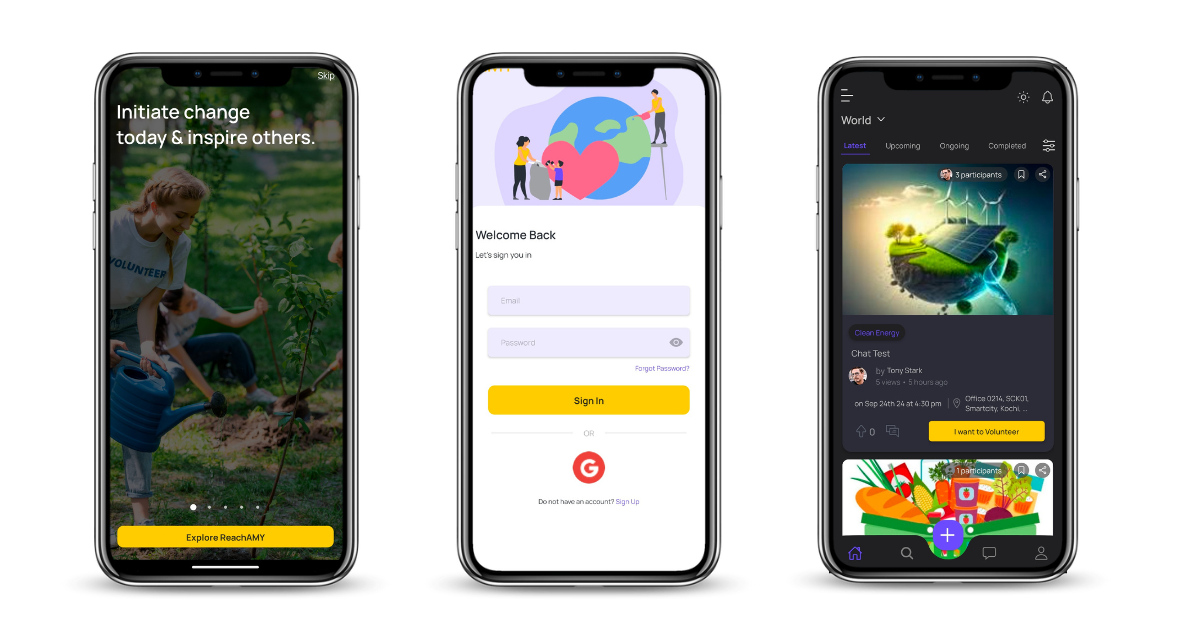 Skip
Initiate change
today & inspire others.
VOLUNTEER
Explore ReachAMY
Welcome Back
Let's sign you in
Email
Password
Forgot Password?
Sign In
OR
G
Do not have an account? Sign Up
World
Latest Upcoming Ongoing Completed
3 participants
Clean Energy
Chat Test
by Tony Stark
5 views • 5 hours ago
on Sep 24th 24 at 4:30 pm
Office 0214, SCK01,
Smartcity, Kochi, ...
0
I want to Volunteer
1 participants